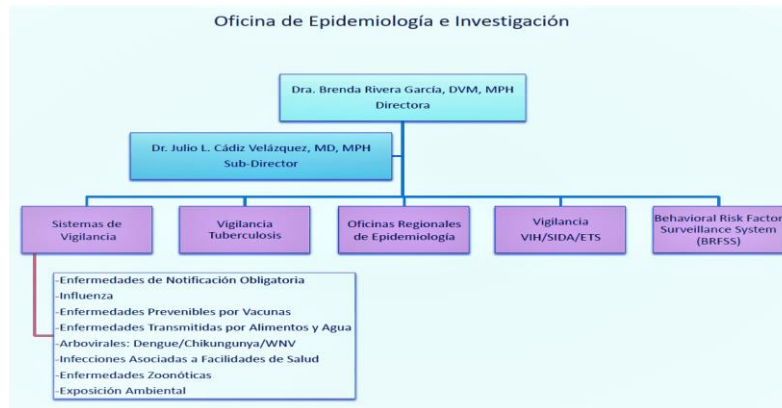 Oficina de Epidemiología e Investigación
Dra. Brenda Rivera García, DVM, MPH
Directora
Dr. Julio L. Cádiz Velázquez, MD, MPH
Sub-Director
Sistemas de
Vigilancia
Vigilancia
Tuberculosis
Oficinas Regionales
de Epidemiología
Vigilancia
VIH/SIDA/ETS
Behavioral Risk Factor
Surveillance System
(BRFSS)
-Enfermedades de Notificación Obligatoria
-Influenza
-Enfermedades Prevenibles por Vacunas
-Enfermedades Transmitidas por Alimentos y Agua
-Arbovirales: Dengue/Chikungunya/WNV
-Infecciones Asociadas a Facilidades de Salud
-Enfermedades Zoonóticas
-Exposición Ambiental